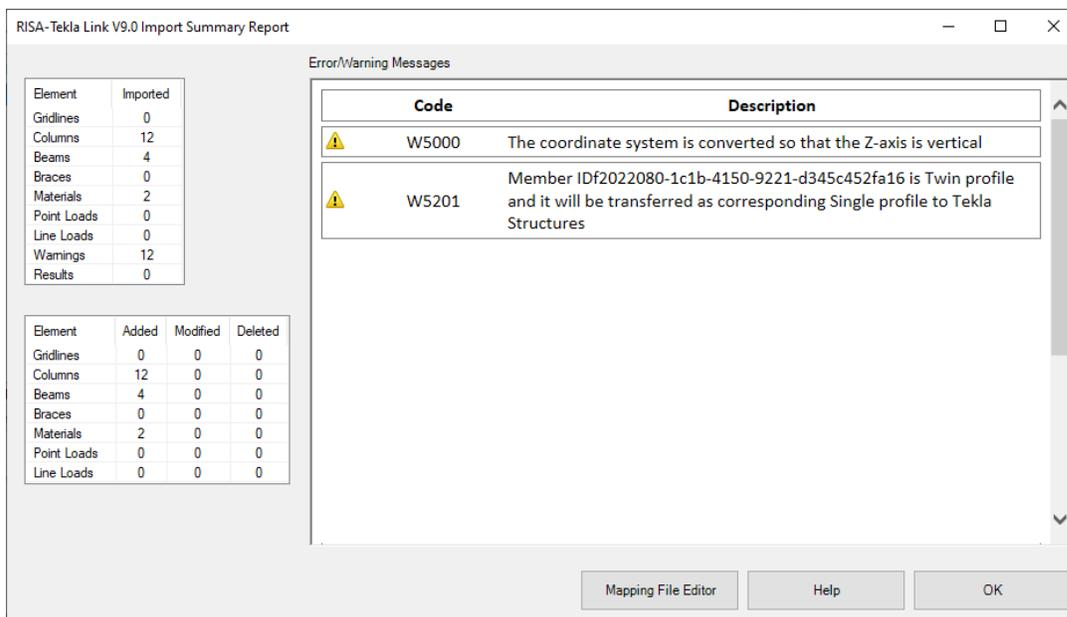 RISA-Tekla Link V9.0 Import Summary Report
Error/Warning Messages
Element Imported
Gridlines 0
Columns 12
Beams 4
Braces 0
Materials 2
Point Loads 0
Line Loads 0
Warnings 12
Results 0
Element Added Modified Deleted
Gridlines 0 0 0
Columns 12 0 0
Beams 4 0 0
Braces 0 0 0
Materials 2 0 0
Point Loads 0 0 0
Line Loads 0 0 0
Code Description
W5000 The coordinate system is converted so that the Z-axis is vertical
W5201 Member IDf2022080-1c1b-4150-9221-d345c452fa16 is Twin profile
and it will be transferred as corresponding Single profile to Tekla
Structures
Mapping File Editor
Help
OK